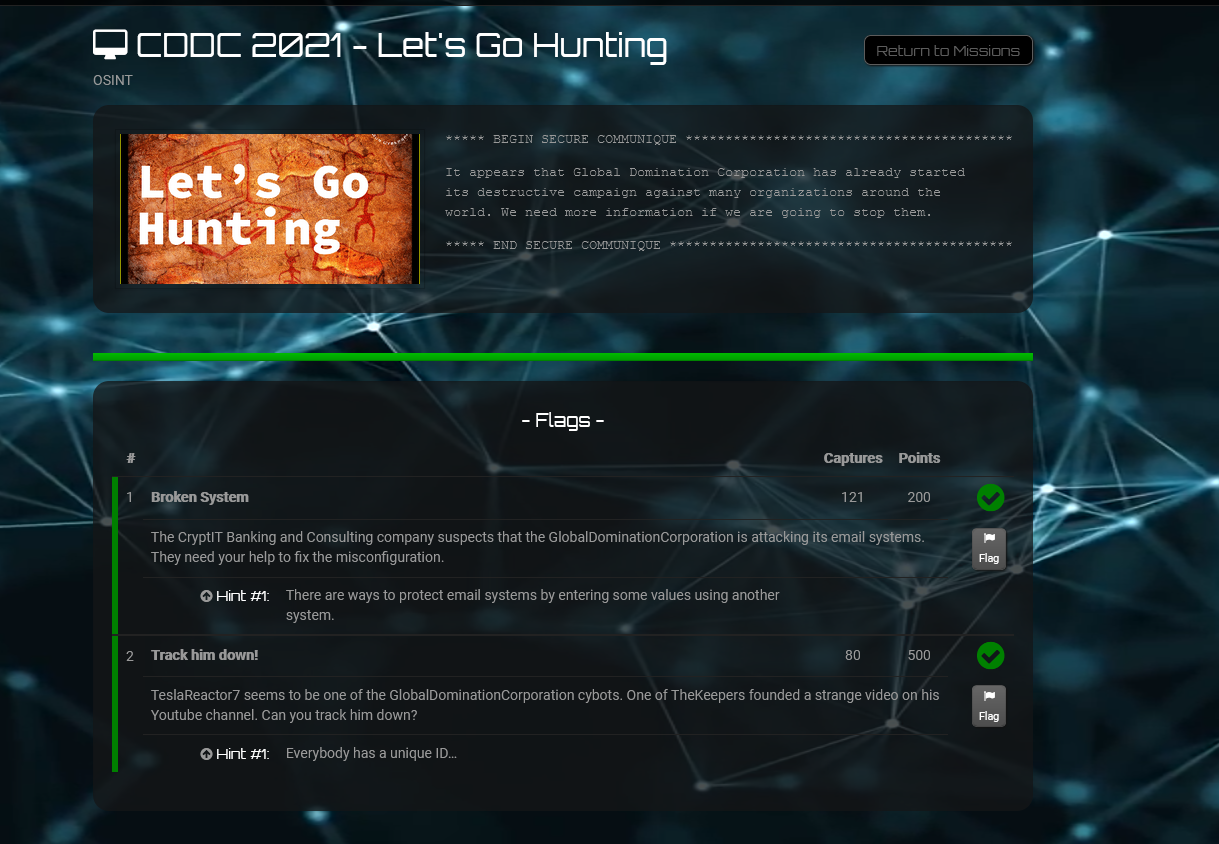 CDDC 2021 - Let's Go Hunting
Return to Missions
OSINT
Let's Go
Hunting
***** BEGIN SECURE COMMUNIQUE *****************************************
It appears that Global Domination Corporation has already started
its destructive campaign against many organizations around the
world. We need more information if we are going to stop them.
***** END SECURE COMMUNIQUE *******************************************
- Flags -
# Captures Points
1 Broken System 121 200
The CryptIT Banking and Consulting company suspects that the GlobalDominationCorporation is attacking its email systems.
They need your help to fix the misconfiguration.
Flag
Hint #1: There are ways to protect email systems by entering some values using another
system.
2 Track him down! 80 500
TeslaReactor7 seems to be one of the GlobalDominationCorporation cybots. One of TheKeepers founded a strange video on his
Youtube channel. Can you track him down?
Flag
Hint #1: Everybody has a unique ID...